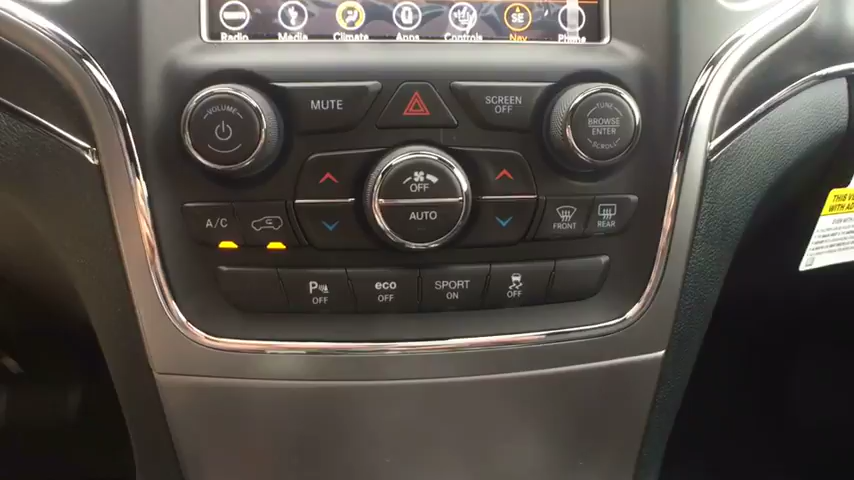 Radio Media Climate Apps Controls SE Nav Phone
VOLUME
MUTE
SCREEN
OFF
TUNE
BROWSE
ENTER
SCROLL
OFF
AUTO
A/C
FRONT
REAR
P OFF
eco
OFF
SPORT
ON
OFF
THIS V
WITH A